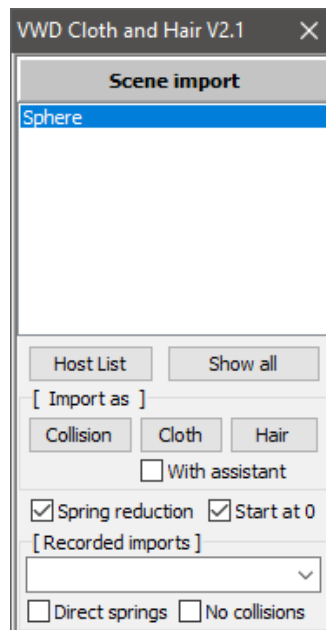 VWD Cloth and Hair V2.1
Scene import
Sphere
Host List Show all
[ Import as ]
Collision Cloth Hair
With assistant
Spring reduction Start at 0
[ Recorded imports ]
Direct springs No collisions